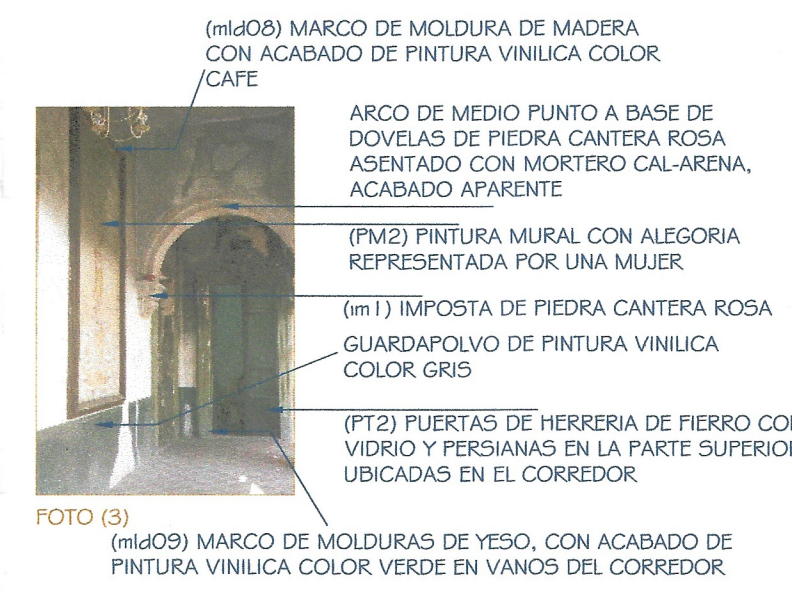 (mld08) MARCO DE MOLDURA DE MADERA
CON ACABADO DE PINTURA VINILICA COLOR
CAFE
ARCO DE MEDIO PUNTO A BASE DE
DOVELAS DE PIEDRA CANTERA ROSA
ASENTADO CON MORTERO CAL-ARENA,
ACABADO APARENTE
(PM2) PINTURA MURAL CON ALEGORIA
REPRESENTADA POR UNA MUJER
(im1) IMPOSTA DE PIEDRA CANTERA ROSA
GUARDAPOLVO DE PINTURA VINILICA
COLOR GRIS
(PT2) PUERTAS DE HERRERIA DE FIERRO CO
VIDRIO Y PERSIANAS EN LA PARTE SUPERIO
UBICADAS EN EL CORREDOR
FOTO (3)
(mld09) MARCO DE MOLDURAS DE YESO, CON ACABADO DE
PINTURA VINILICA COLOR VERDE EN VANOS DEL CORREDOR